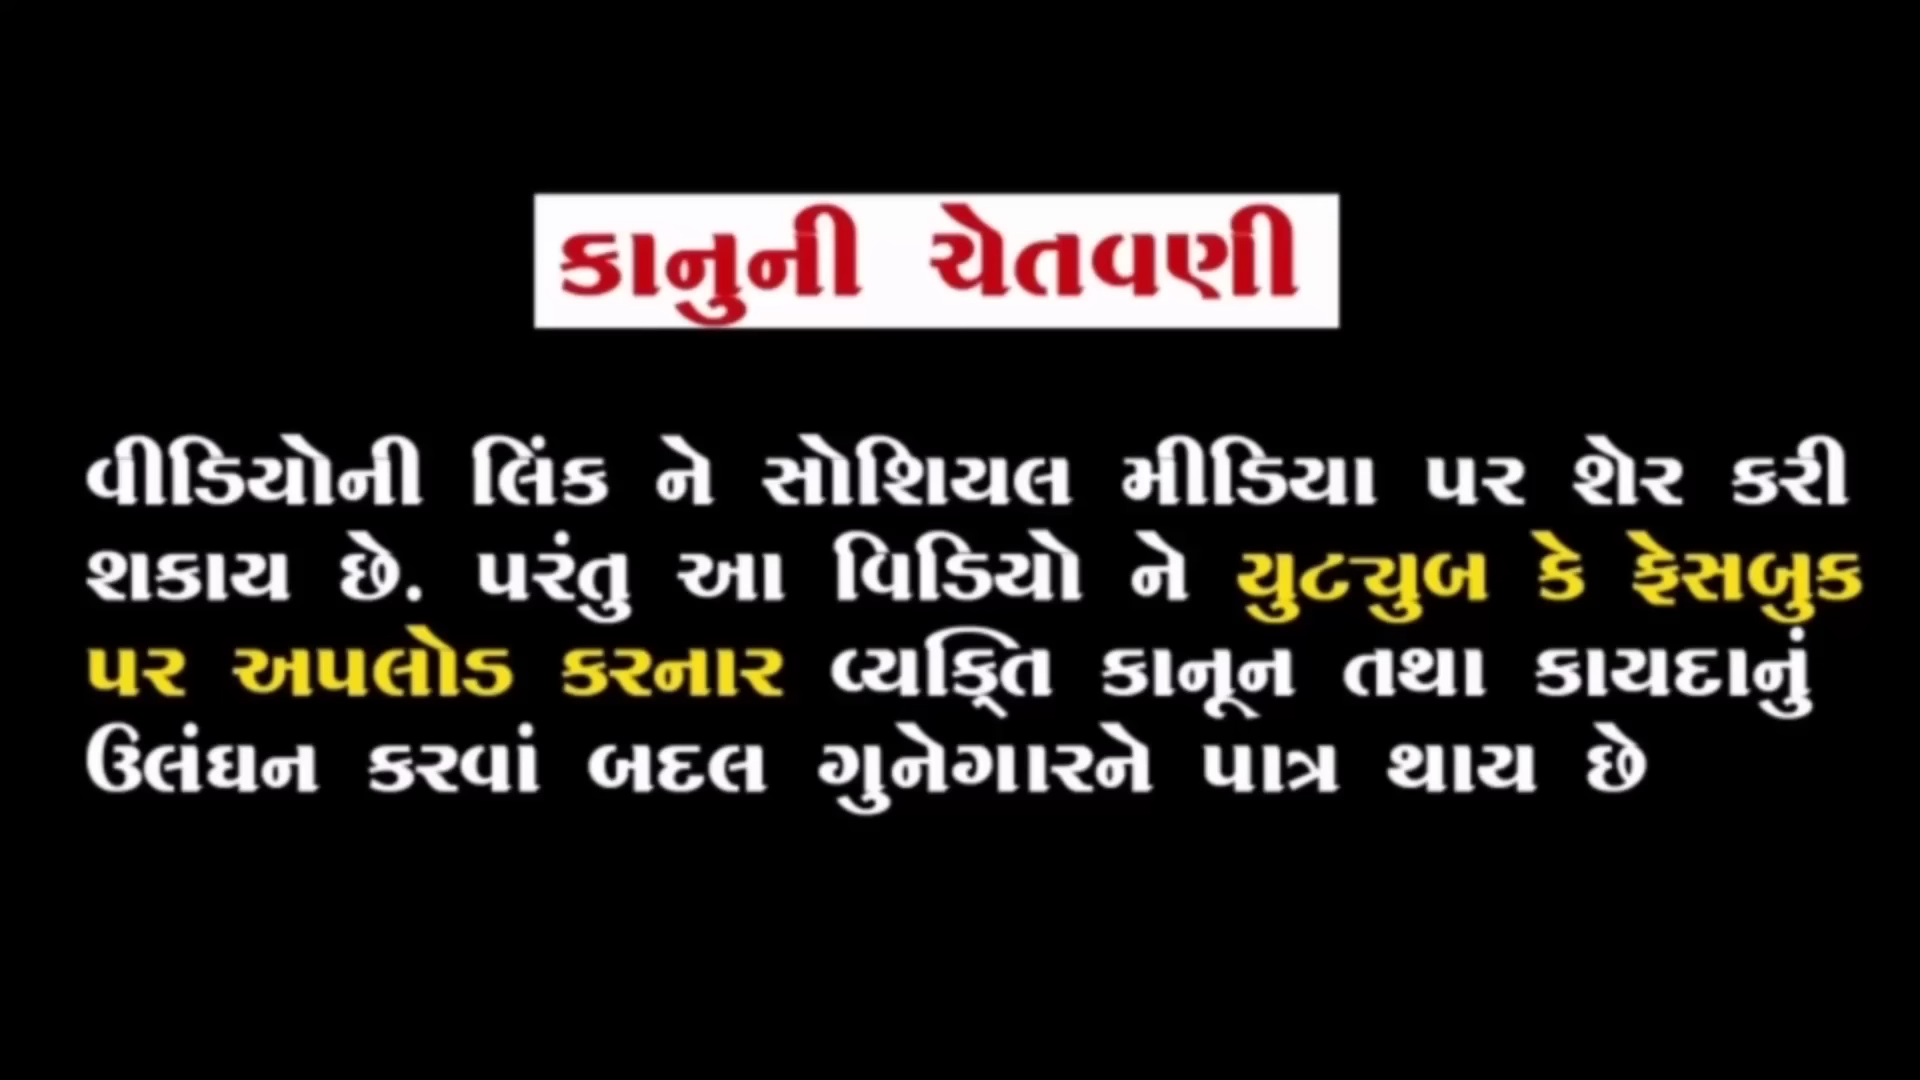 કાનુની ચેતવણી
વીડિયોની લિંક ને સોશિયલ મીડિયા પર શેર કરી
શકાય છે. પરંતુ આ વિડિયો ને યુટ્યુબ કે ફેસબુક
પર અપલોડ કરનાર વ્યક્તિ કાનૂન તથા કાયદાનું
ઉલંઘન કરવાં બદલ ગુનેગારને પાત્ર થાય છે